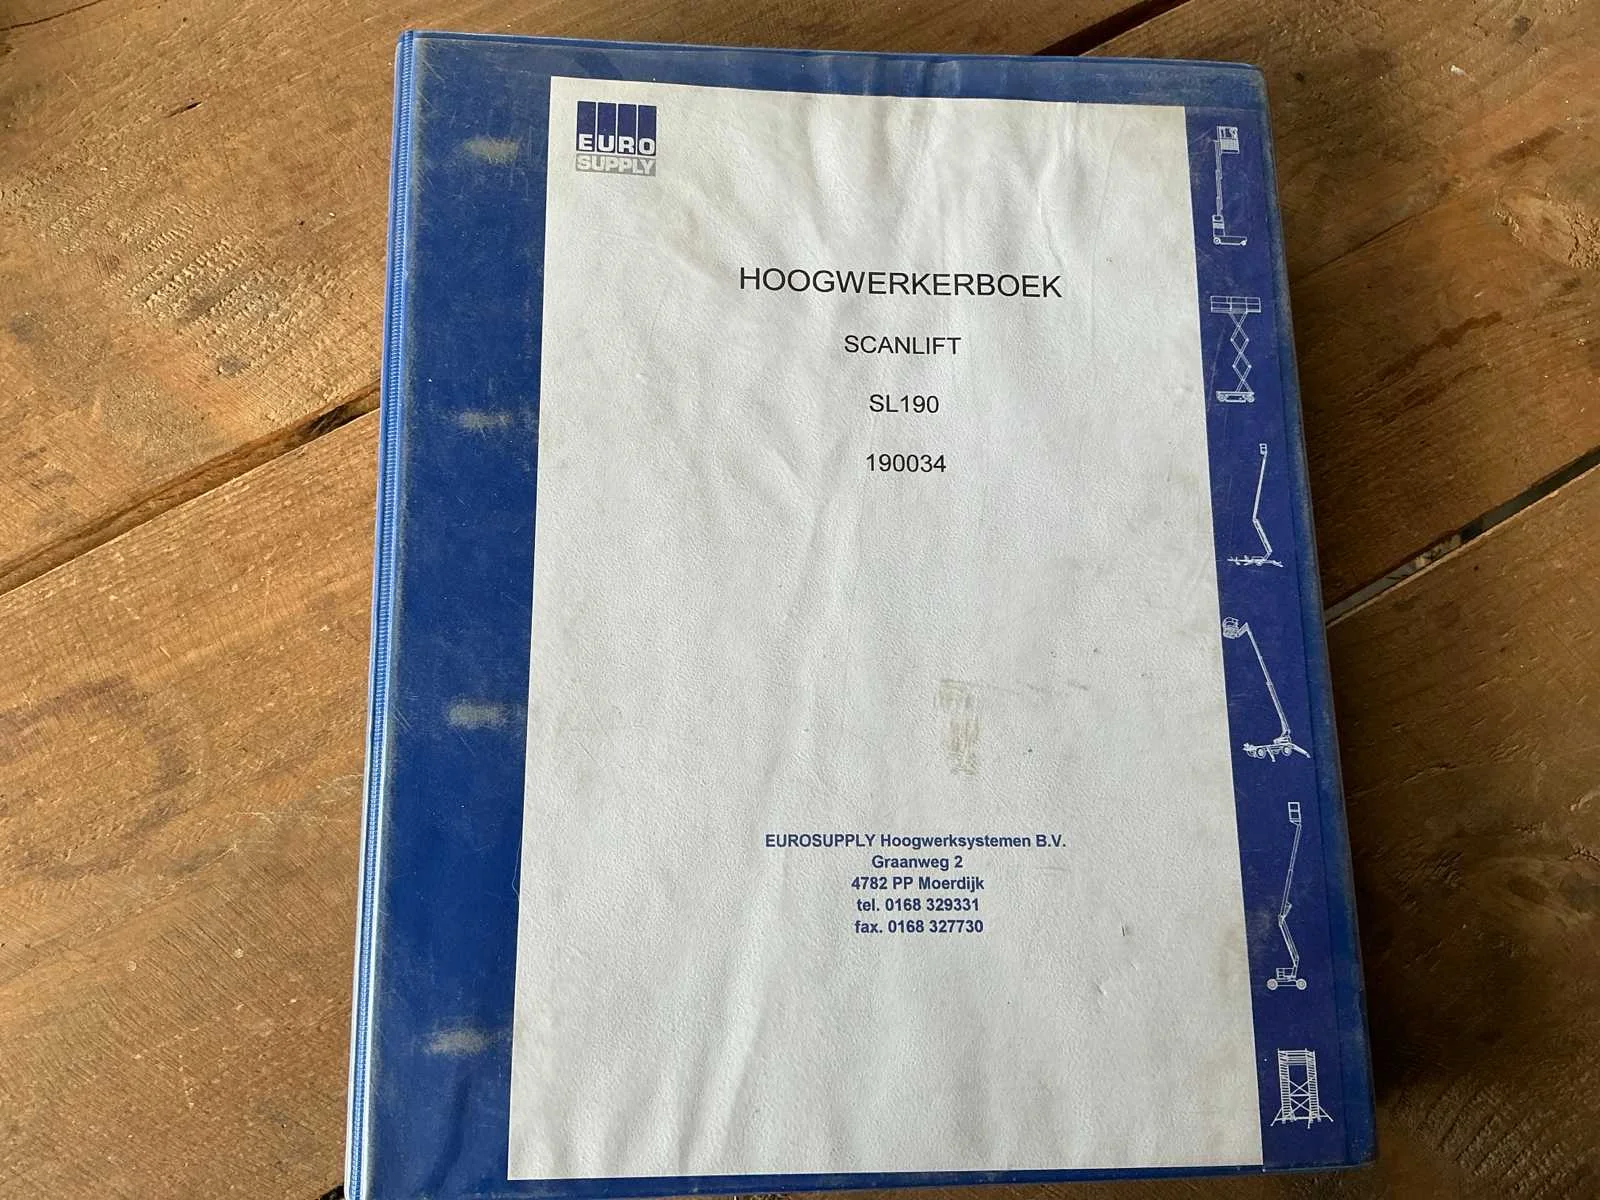 EURO
SUPPLY
HOOGWERKERBOEK
SCANLIFT
SL190
190034
EUROSUPPLY Hoogwerksystemen B.V.
Graanweg 2
4782 PP Moerdijk
tel. 0168 329331
fax. 0168 327730